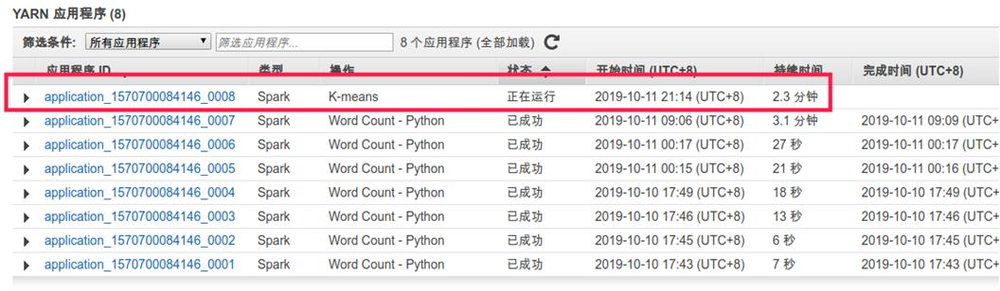 YARN 应用程序 (8)
筛选条件: 所有应用程序 筛选应用程序... 8 个应用程序 (全部加载)
应用程序 ID 类型 操作 状态 开始时间 (UTC+8) 持续时间 完成时间 (UTC+8)
application_1570700084146_0008 Spark K-means 正在运行 2019-10-11 21:14 (UTC+8) 2.3 分钟
application_1570700084146_0007 Spark Word Count - Python 已成功 2019-10-11 09:06 (UTC+8) 3.1 分钟 2019-10-11 09:09 (UTC+
application_1570700084146_0006 Spark Word Count - Python 已成功 2019-10-11 00:17 (UTC+8) 27 秒 2019-10-11 00:17 (UTC+
application_1570700084146_0005 Spark Word Count - Python 已成功 2019-10-11 00:15 (UTC+8) 21 秒 2019-10-11 00:16 (UTC+
application_1570700084146_0004 Spark Word Count - Python 已成功 2019-10-10 17:49 (UTC+8) 18 秒 2019-10-10 17:49 (UTC+
application_1570700084146_0003 Spark Word Count - Python 已成功 2019-10-10 17:46 (UTC+8) 13 秒 2019-10-10 17:46 (UTC+
application_1570700084146_0002 Spark Word Count - Python 已成功 2019-10-10 17:45 (UTC+8) 6 秒 2019-10-10 17:45 (UTC+
application_1570700084146_0001 Spark Word Count - Python 已成功 2019-10-10 17:43 (UTC+8) 7 秒 2019-10-10 17:43 (UTC+